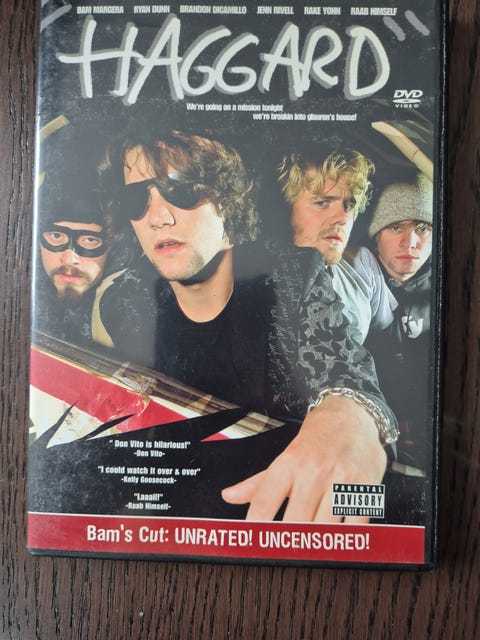 BAM MARGERA RYAN DUNN BRANDON DICAMILLO JENN RIVELL RAKE YOHN RAAB HIMSELF
"HAGGARD"
DVD
VIDEO
We're going on a mission tonight
we're breakin into glauren's house!
"Don Vito is hilarious!"
-Don Vito-
"I could watch it over & over"
-Kelly Goosecock-
"Laaall!"
-Raab Himself-
PARENTAL
ADVISORY
EXPLICIT CONTENT
Bam's Cut: UNRATED! UNCENSORED!